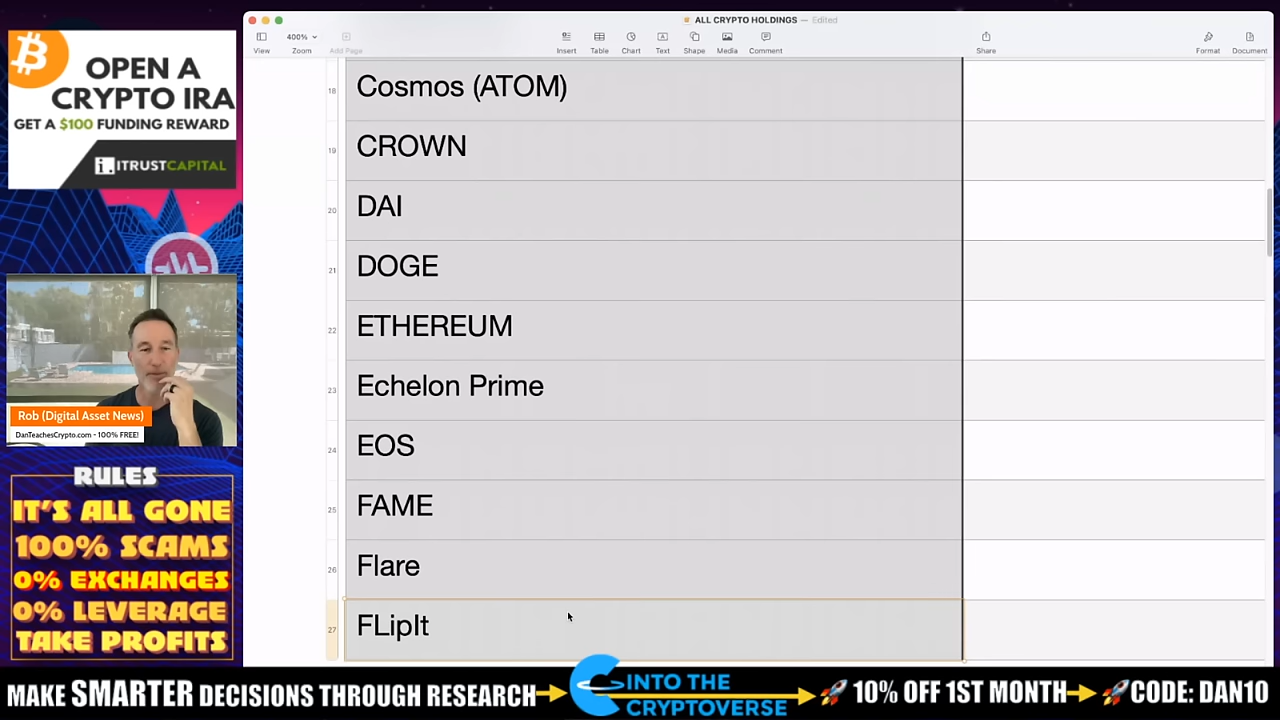 OPEN A
CRYPTO IRA
GET A $100 FUNDING REWARD
i. ITRUSTCAPITAL
Rob (Digital Asset News)
DanTeachesCrypto.com - 100% FREE!
RULES
IT'S ALL GONE
100% SCAMS
0% EXCHANGES
0% LEVERAGE
TAKE PROFITS
ALL CRYPTO HOLDINGS — Edited
400%
View Zoom Add Page Insert Table Chart Text Shape Media Comment Share Format Document
18 Cosmos (ATOM)
19 CROWN
20 DAI
21 DOGE
22 ETHEREUM
23 Echelon Prime
24 EOS
25 FAME
26 Flare
27 FLipIt
MAKE SMARTER DECISIONS THROUGH RESEARCH
INTO THE
CRYPTOVERSE
10% OFF 1ST MONTH
CODE: DAN10